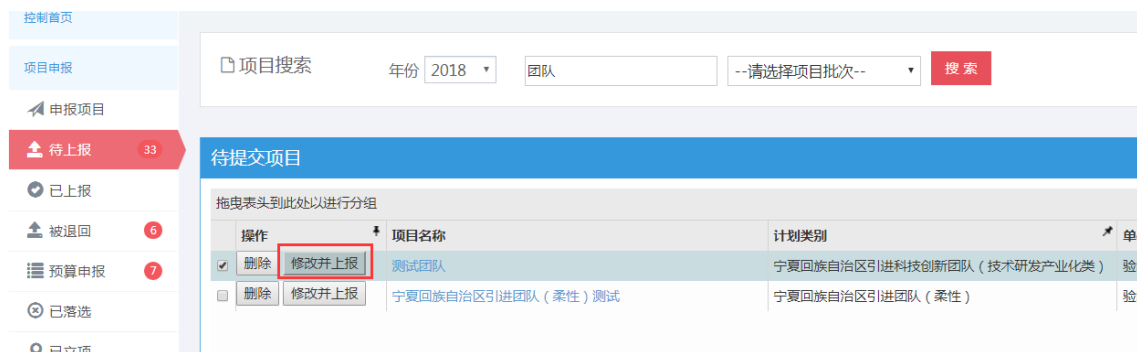 控制首页
项目申报
申报项目
待上报 33
已上报
被退回 6
预算申报 7
已落选
已立项
项目搜索 年份 2018 团队 --请选择项目批次-- 搜索
待提交项目
拖曳表头到此处以进行分组
操作 项目名称 计划类别 单
删除 修改并上报 测试团队 宁夏回族自治区引进科技创新团队（技术研发产业化类） 验
删除 修改并上报 宁夏回族自治区引进团队（柔性）测试 宁夏回族自治区引进团队（柔性） 验